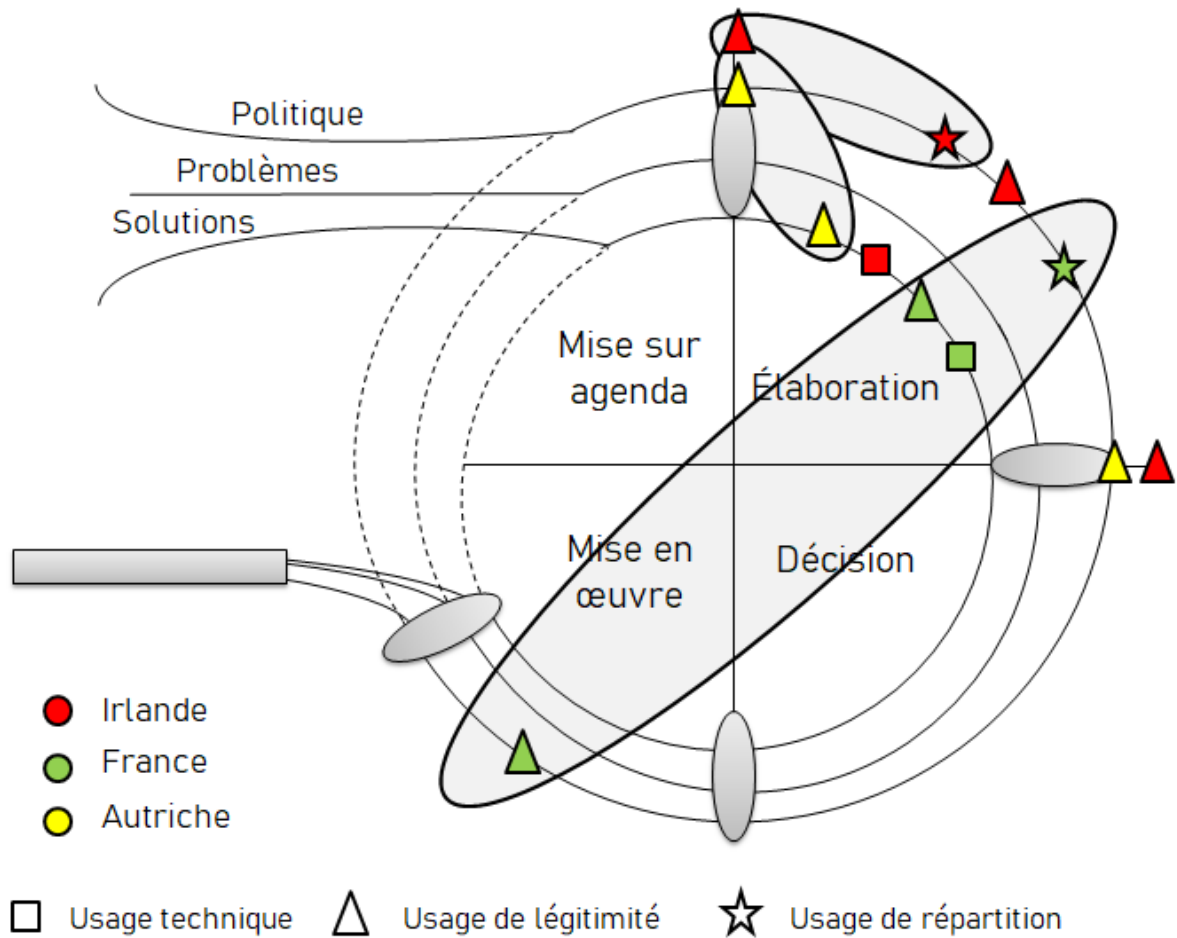 Politique
Problèmes
Solutions
Mise sur
agenda
Élaboration
Mise en
œuvre
Décision
Irlande
France
Autriche
Usage technique
Usage de légitimité
Usage de répartition